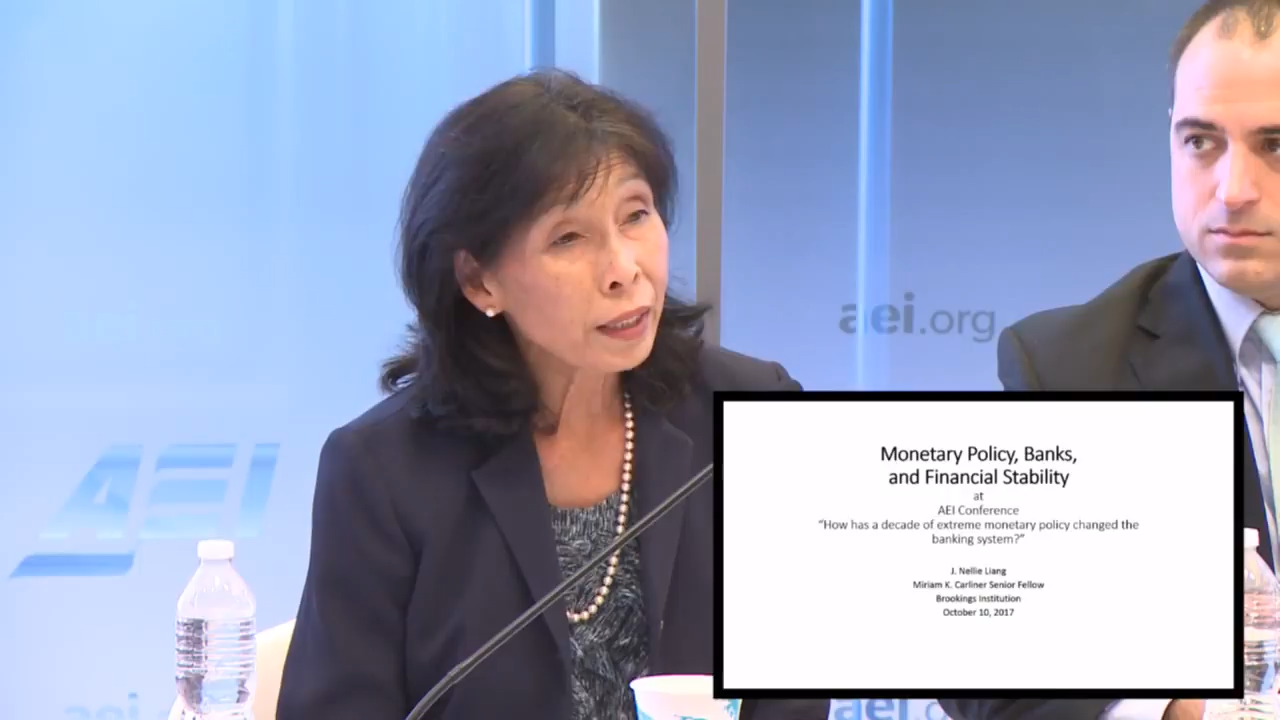 aei.org
AEI
Monetary Policy, Banks,
and Financial Stability
at
AEI Conference
“How has a decade of extreme monetary policy changed the
banking system?”
J. Nellie Liang
Miriam K. Carliner Senior Fellow
Brookings Institution
October 10, 2017